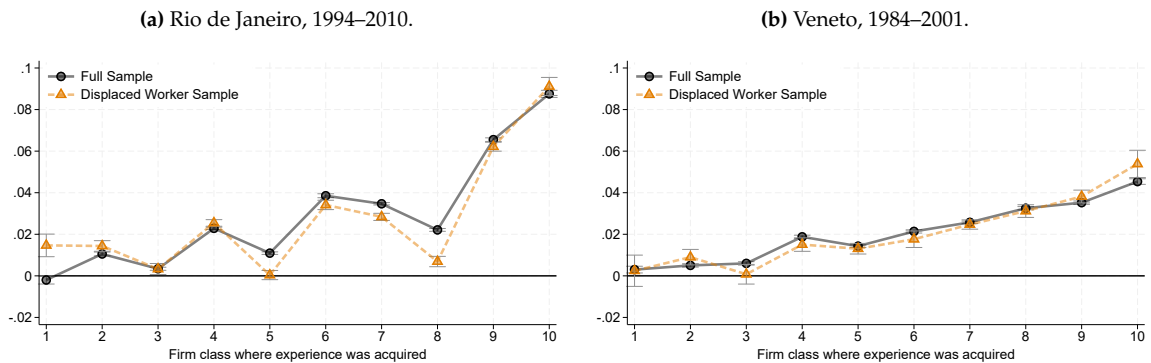 (a) Rio de Janeiro, 1994–2010.
.1
.08
.06
.04
.02
0
-.02
Full Sample
Displaced Worker Sample
1 2 3 4 5 6 7 8 9 10
Firm class where experience was acquired
(b) Veneto, 1984–2001.
.1
.08
.06
.04
.02
0
-.02
Full Sample
Displaced Worker Sample
1 2 3 4 5 6 7 8 9 10
Firm class where experience was acquired